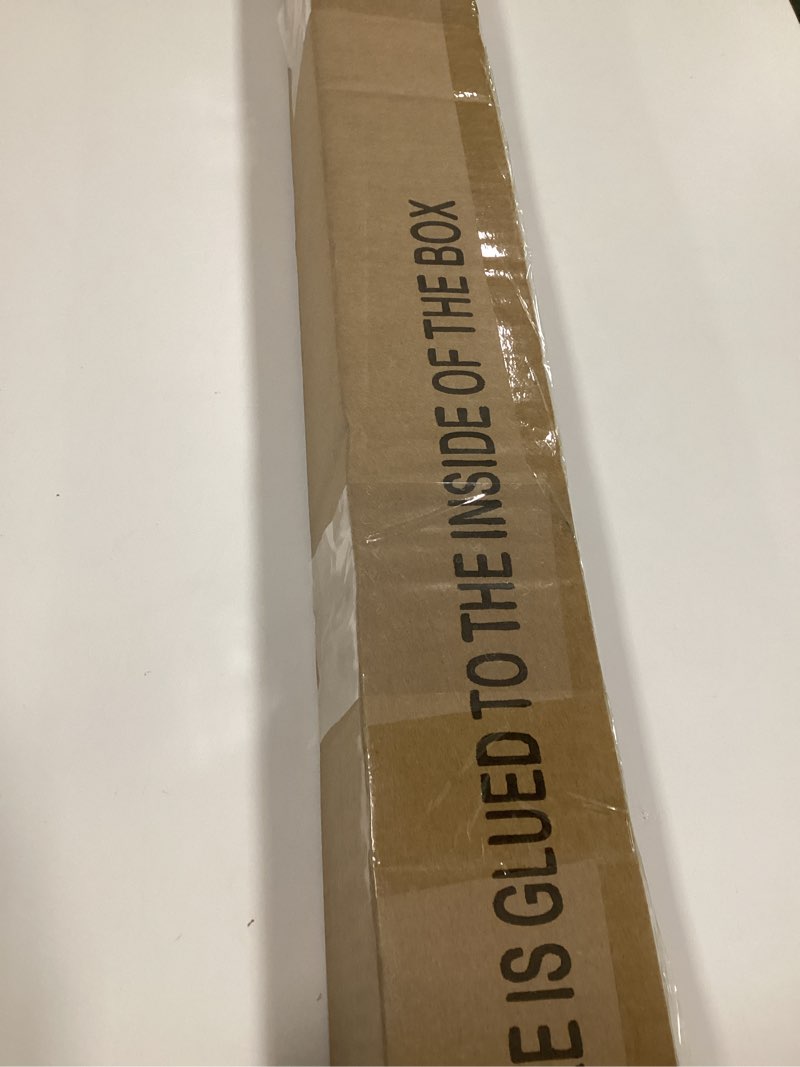 E IS GLUED TO THE INSIDE OF THE BOX